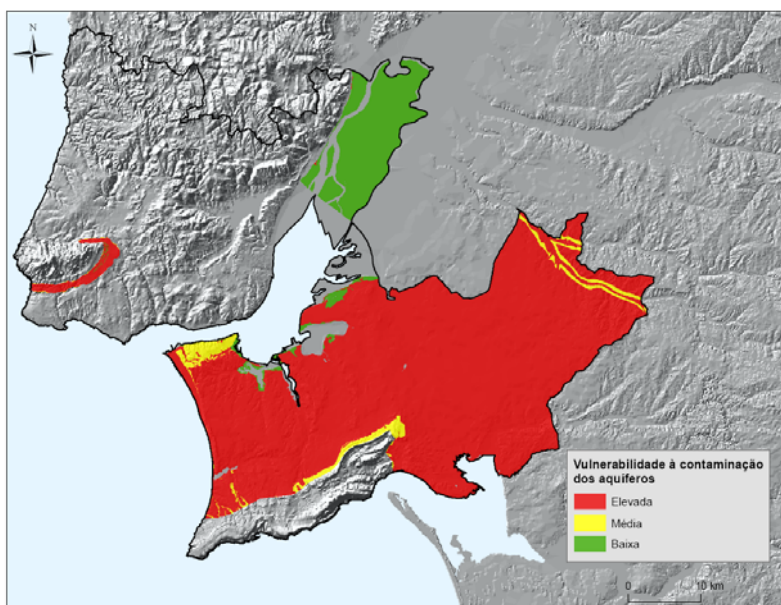 N
Vulnerabilidade à contaminação
dos aquíferos
Elevada
Média
Baixa
0 10 km